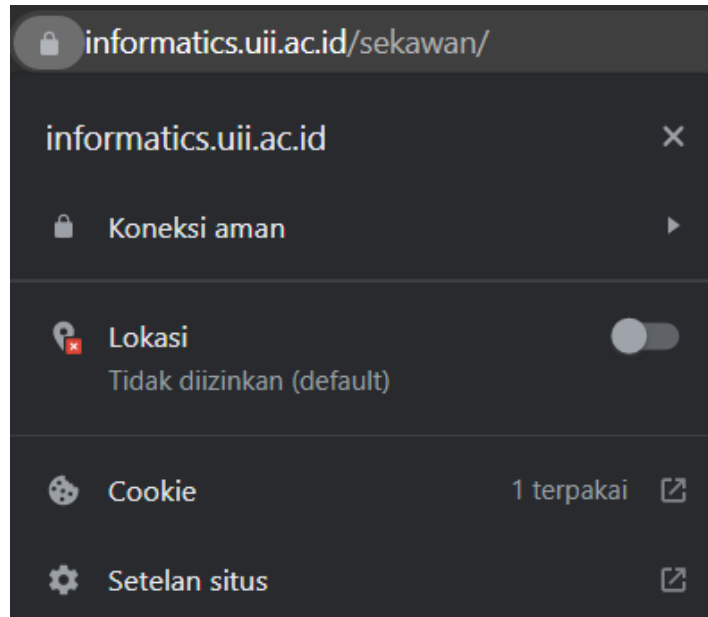 informatics.uii.ac.id/sekawan/
informatics.uii.ac.id
Koneksi aman
Lokasi
Tidak diizinkan (default)
Cookie 1 terpakai
Setelan situs